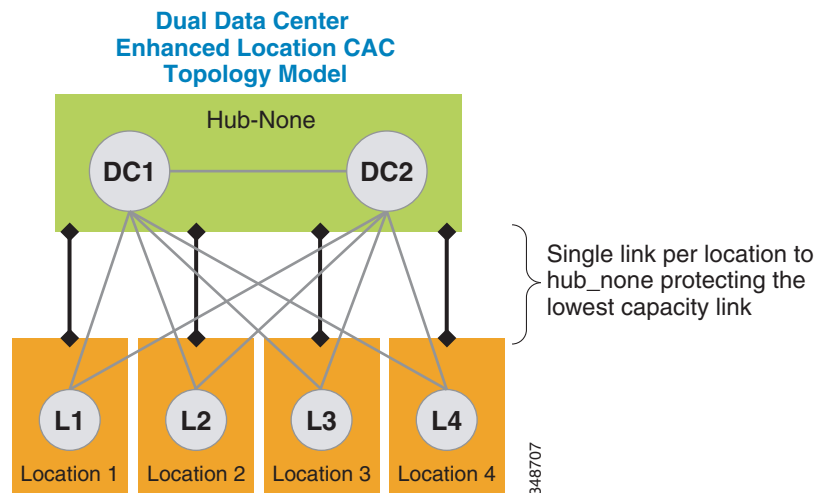 Dual Data Center
Enhanced Location CAC
Topology Model
Hub-None
DC1
DC2
Single link per location to
hub_none protecting the
lowest capacity link
L1
L2
L3
L4
Location 1
Location 2
Location 3
Location 4
348707